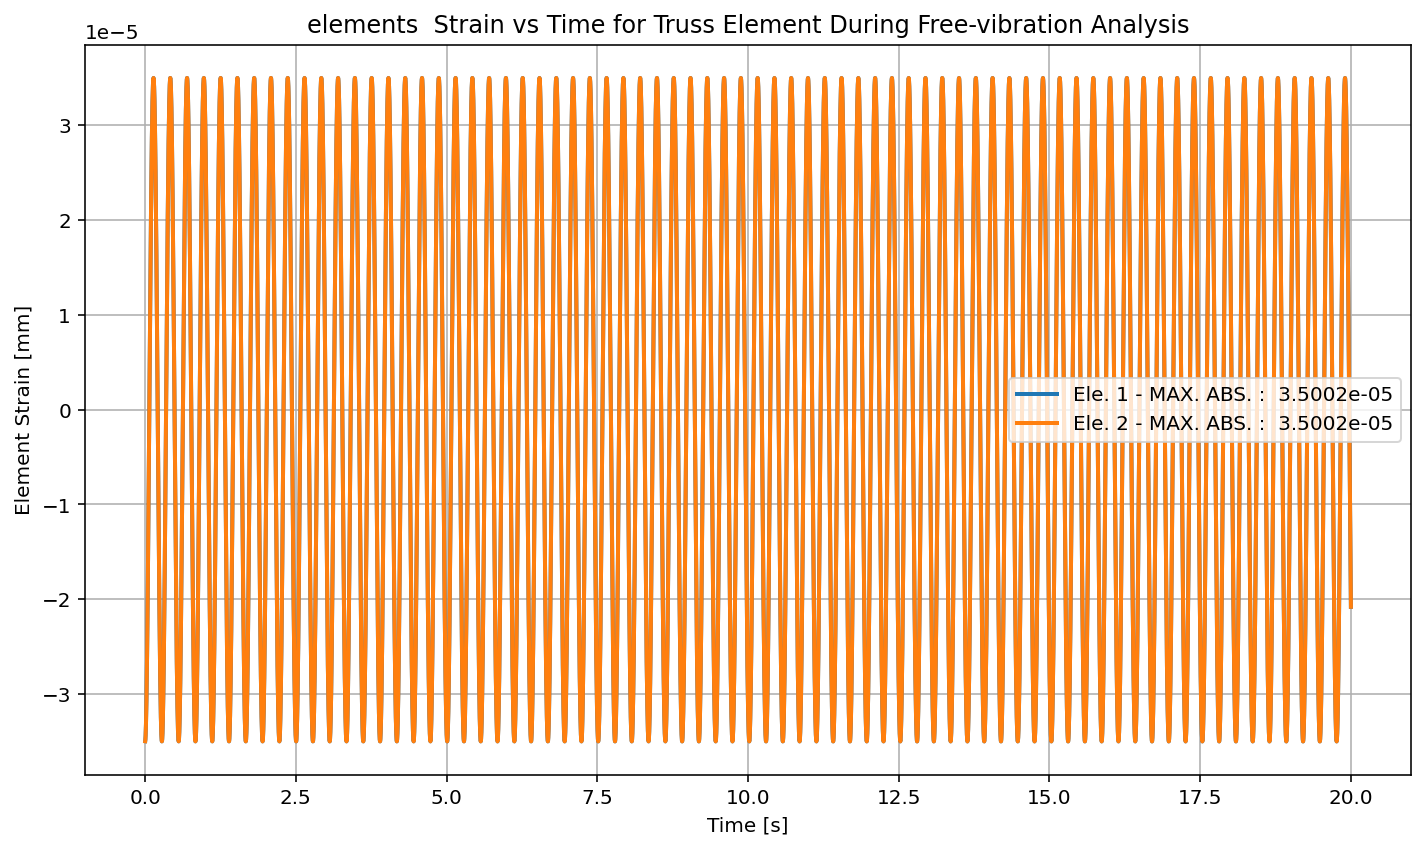 elements  Strain vs Time for Truss Element During Free-vibration Analysis
1e−5
3
2
1
0
−1
−2
−3
Element Strain [mm]
Ele. 1 - MAX. ABS. :  3.5002e-05
Ele. 2 - MAX. ABS. :  3.5002e-05
0.0 2.5 5.0 7.5 10.0 12.5 15.0 17.5 20.0
Time [s]